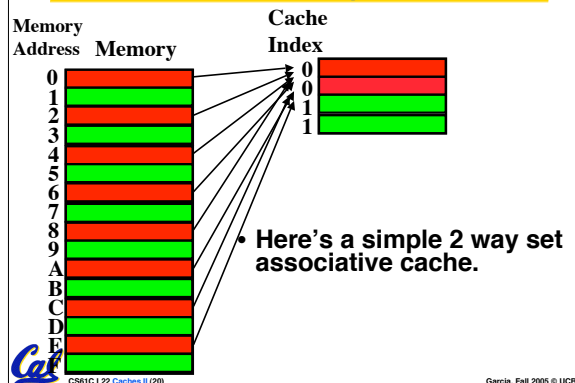 Memory
Address Memory
Cache
Index
0
1
2
3
4
5
6
7
8
9
A
B
C
D
E
F
0
0
1
1
• Here's a simple 2 way set
associative cache.
Cal
CS61C L22 Caches II (20)
Garcia, Fall 2005 © UCB